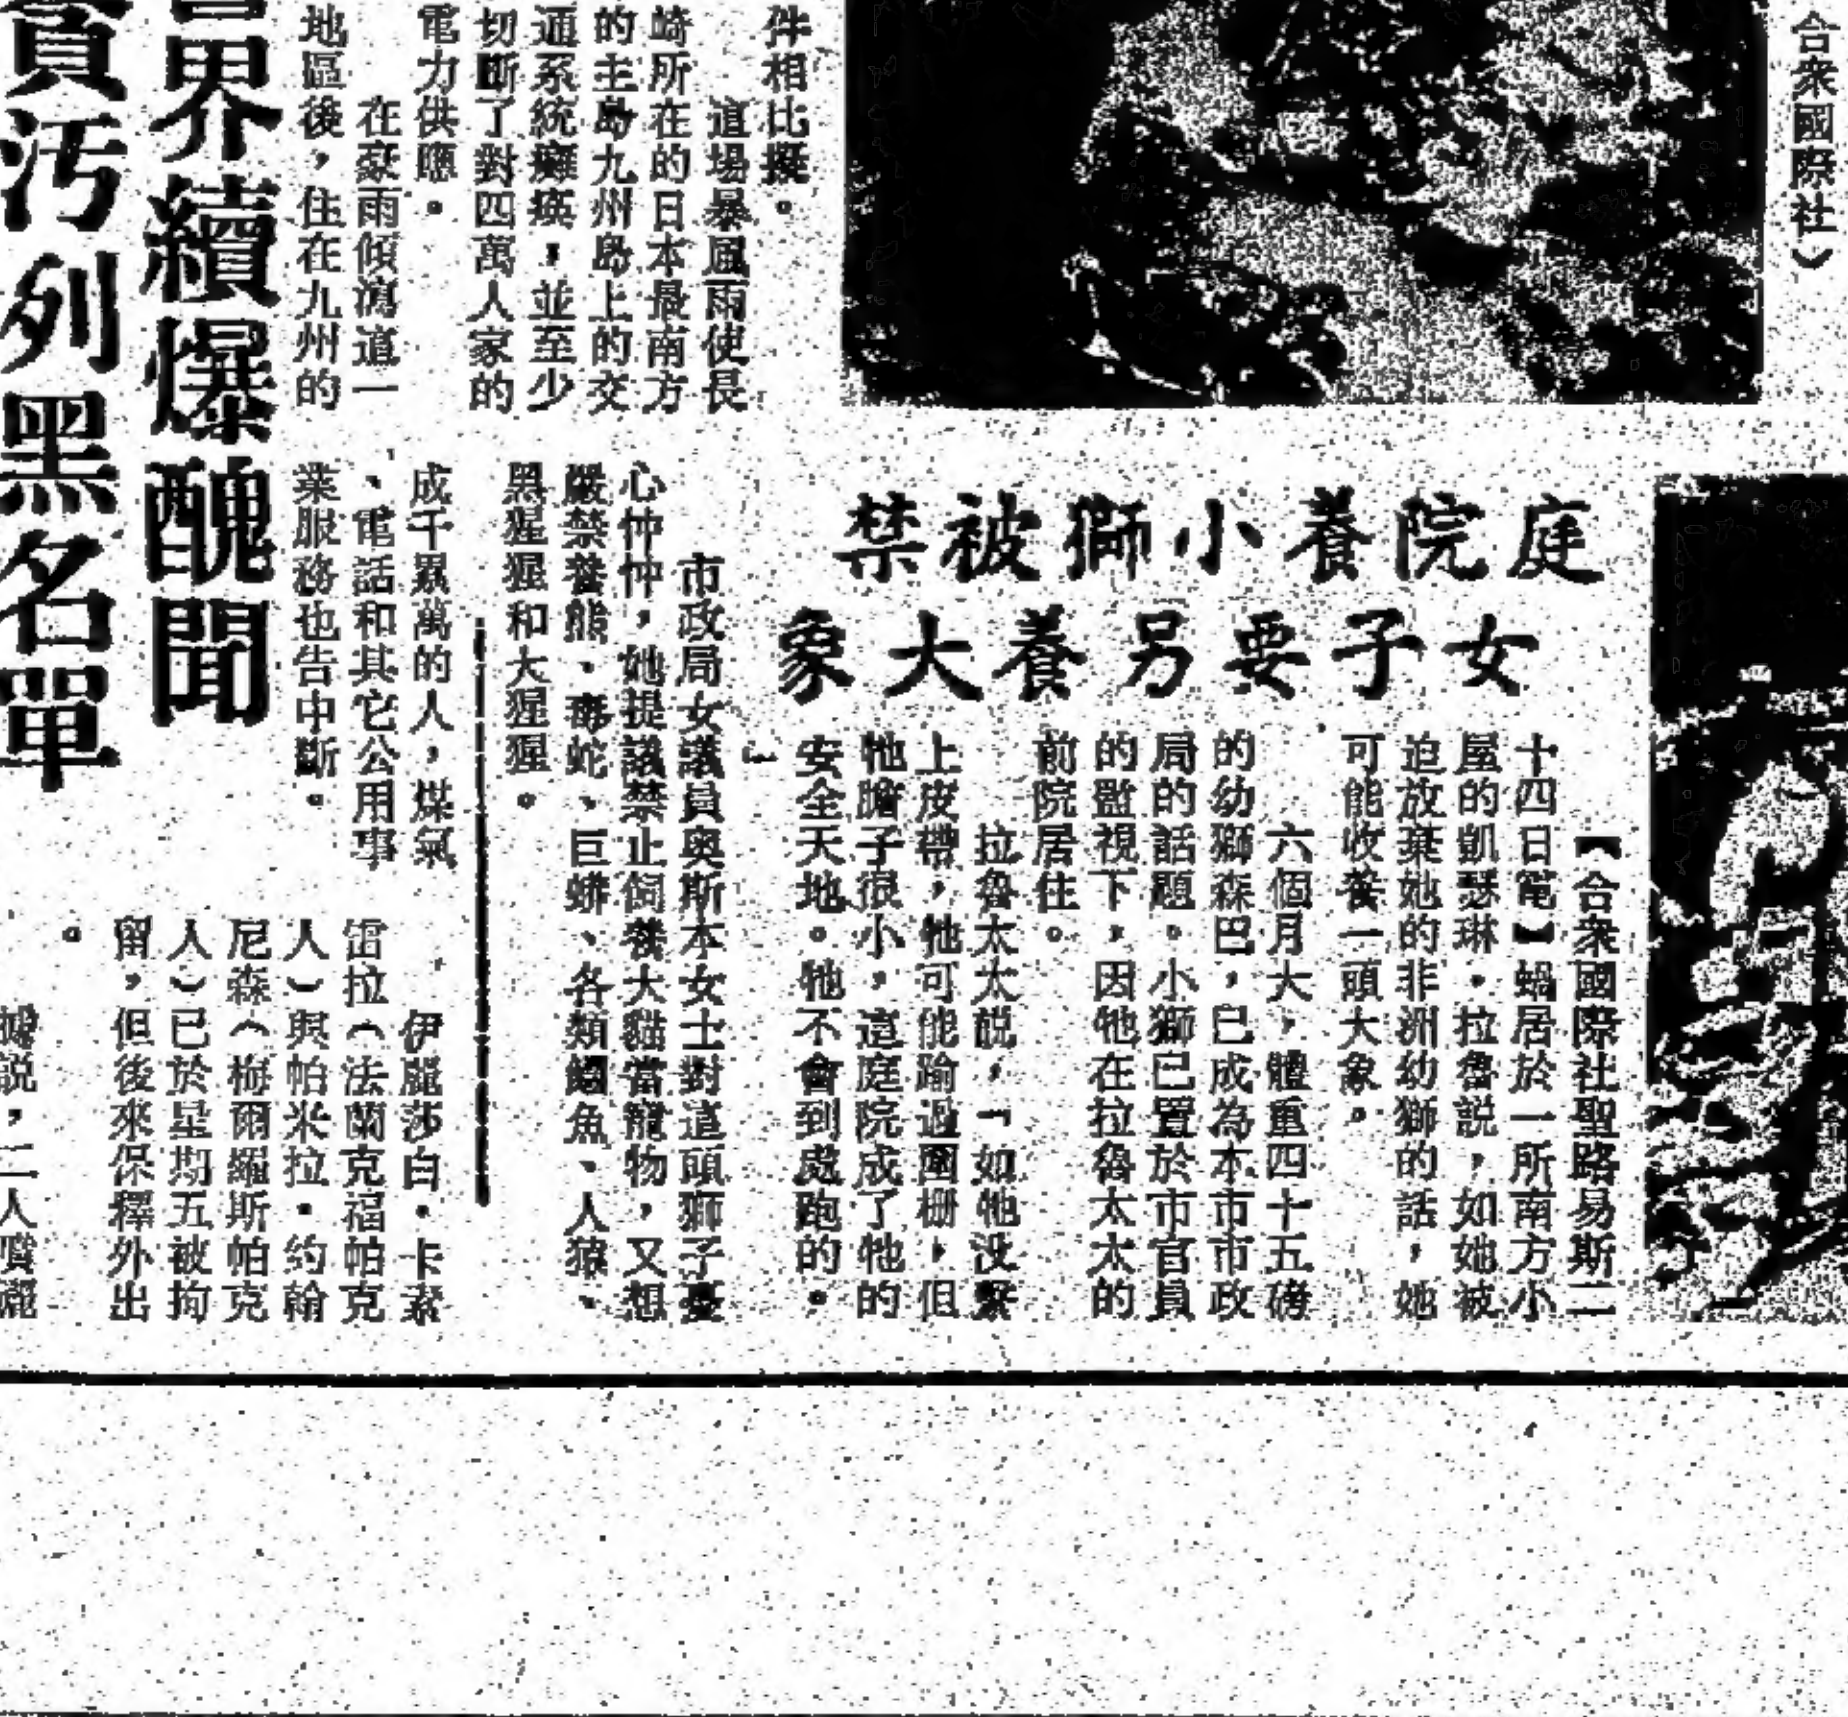 合衆國際社）
件相比擬。
這場暴風雨使長
崎所在的日本最南方
的主島九州島上的交
通系統癱瘓，並至少
切斷了對四萬人家的
電力供應。
在豪雨傾瀉這一
地區後，住在九州的
成千累萬的人，煤氣
、電話和其它公用事
業服務也告中斷。
庭院養小獅被禁
女子要另養大象
【合衆國際社聖路易斯二
十四日電】蝸居於一所南方小
屋的凱瑟琳·拉魯説，如她被
迫放棄她的非洲幼獅的話，她
可能收養一頭大象。
六個月大，體重四十五磅
的幼獅森巴，已成為本市市政
局的話題。小獅已置於市官員
的監視下，因牠在拉魯太太的
前院居住。
拉魯太太説，「如牠没繫
上皮帶，牠可能踰過圍柵，但
牠膽子很小，這庭院成了牠的
安全天地。牠不會到處跑的。
」
市政局女議員奥斯本女士對這頭獅子憂
心忡忡，她提議禁止飼養大貓當寵物，又想
嚴禁養熊、毒蛇、巨蟒、各類鱷魚、人猿、
黑猩猩和大猩猩。
界續爆醜聞
賣汚列黑名單
伊麗莎白·卡素
雷拉（法蘭克福帕克
人）與帕米拉·約翰
尼森（梅爾羅斯帕克
人）已於星期五被拘
留，但後來保釋外出
。
據説，二人